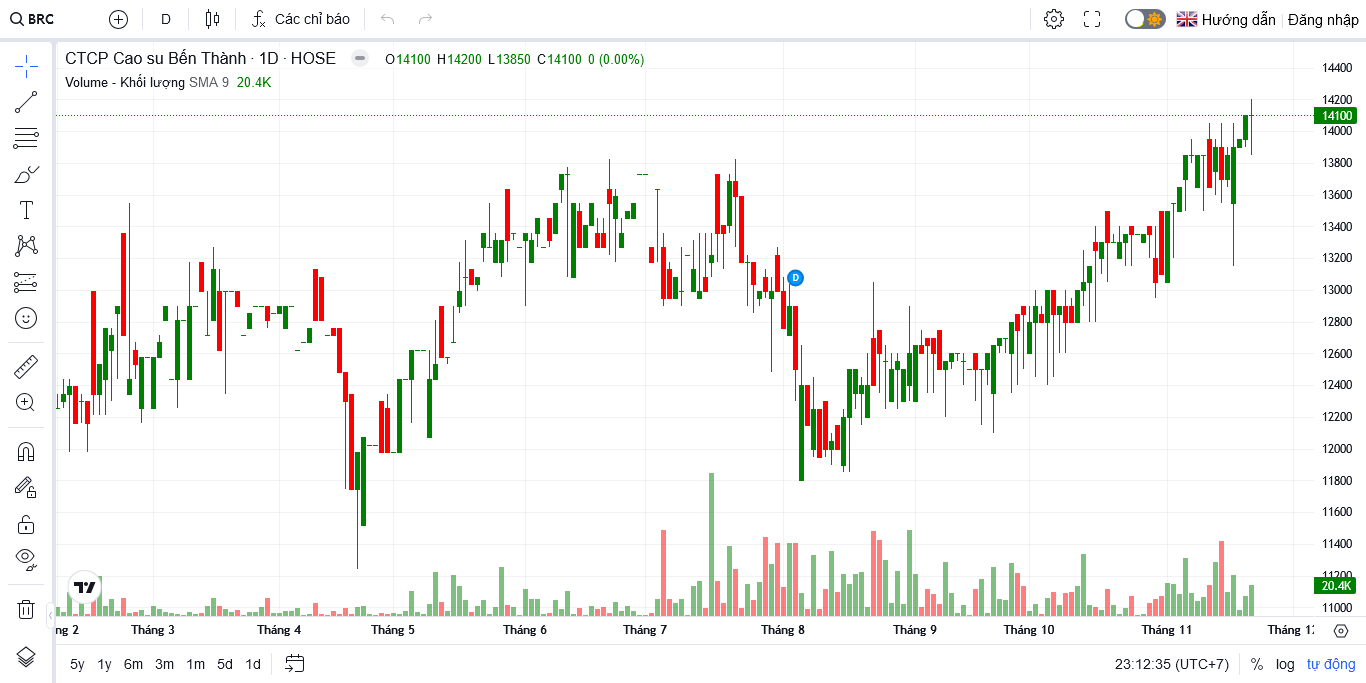 BRC D Các chỉ báo Hướng dẫn Đăng nhập
CTCP Cao su Bến Thành · 1D · HOSE O14100 H14200 L13850 C14100 0 (0.00%)
Volume - Khối lượng SMA 9 20.4K
14400
14200
14100
14000
13800
13600
13400
13200
13000
12800
12600
12400
12200
12000
11800
11600
11400
11200
20.4K
11000
D
ng 2 Tháng 3 Tháng 4 Tháng 5 Tháng 6 Tháng 7 Tháng 8 Tháng 9 Tháng 10 Tháng 11 Tháng 12
5y 1y 6m 3m 1m 5d 1d 23:12:35 (UTC+7) % log tự động